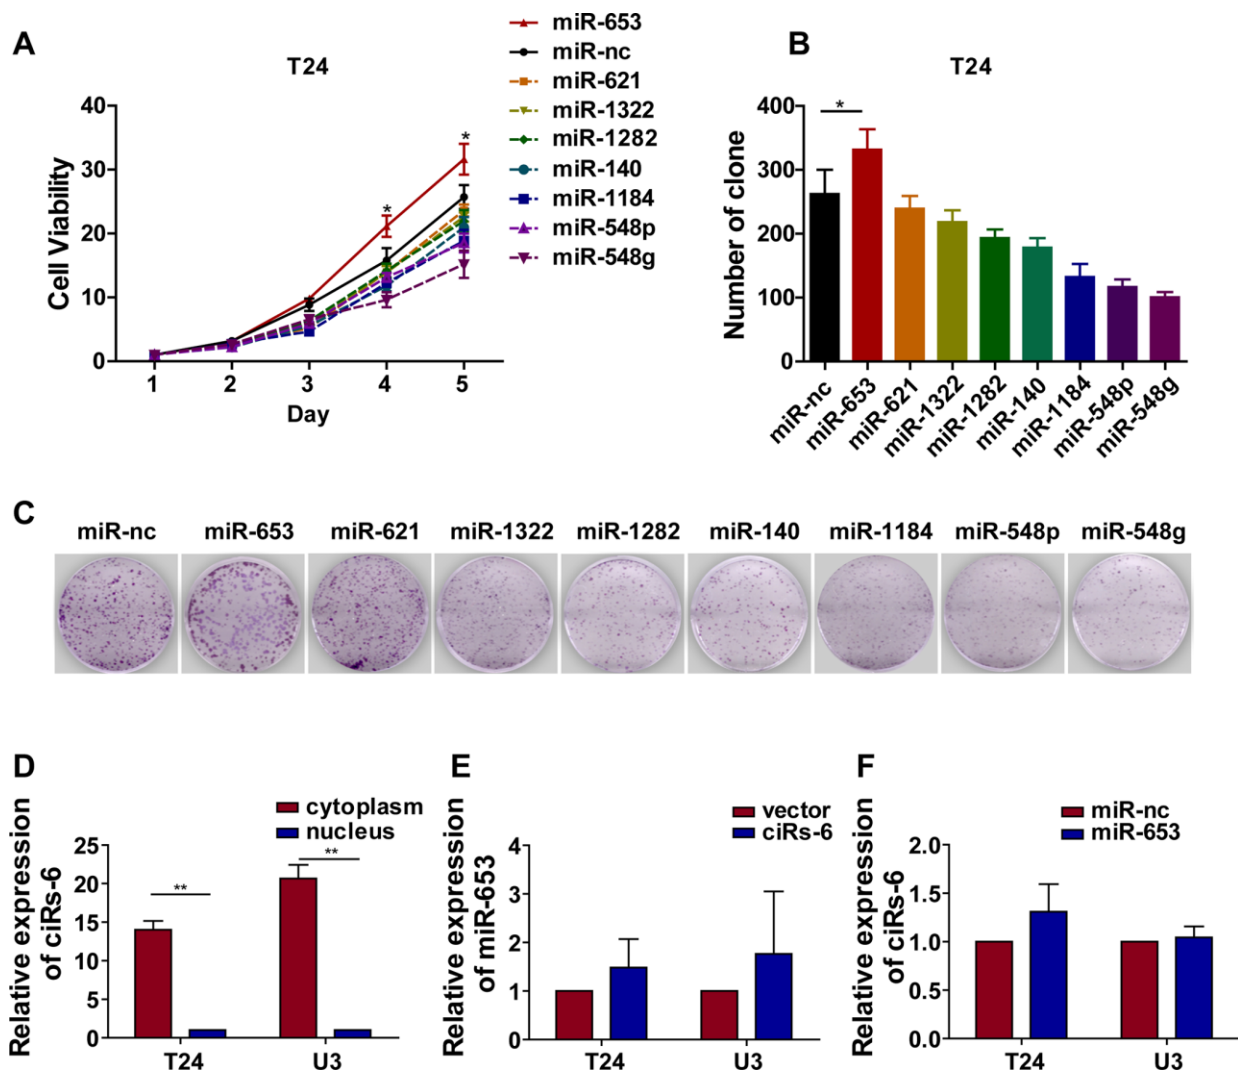 A
T24
Cell Viability
40
30
20
10
0
*
*
1 2 3 4 5
Day
miR-653
miR-nc
miR-621
miR-1322
miR-1282
miR-140
miR-1184
miR-548p
miR-548g
B
T24
Number of clone
400
300
200
100
0
*
miR-nc
miR-653
miR-621
miR-1322
miR-1282
miR-140
miR-1184
miR-548p
miR-548g
C
miR-nc miR-653 miR-621 miR-1322 miR-1282 miR-140 miR-1184 miR-548p miR-548g
D
cytoplasm
nucleus
Relative expression
of ciRs-6
25
20
15
10
5
0
**
**
T24 U3
E
vector
ciRs-6
Relative expression
of miR-653
4
3
2
1
0
T24 U3
F
miR-nc
miR-653
Relative expression
of ciRs-6
2.0
1.5
1.0
0.5
0.0
T24 U3